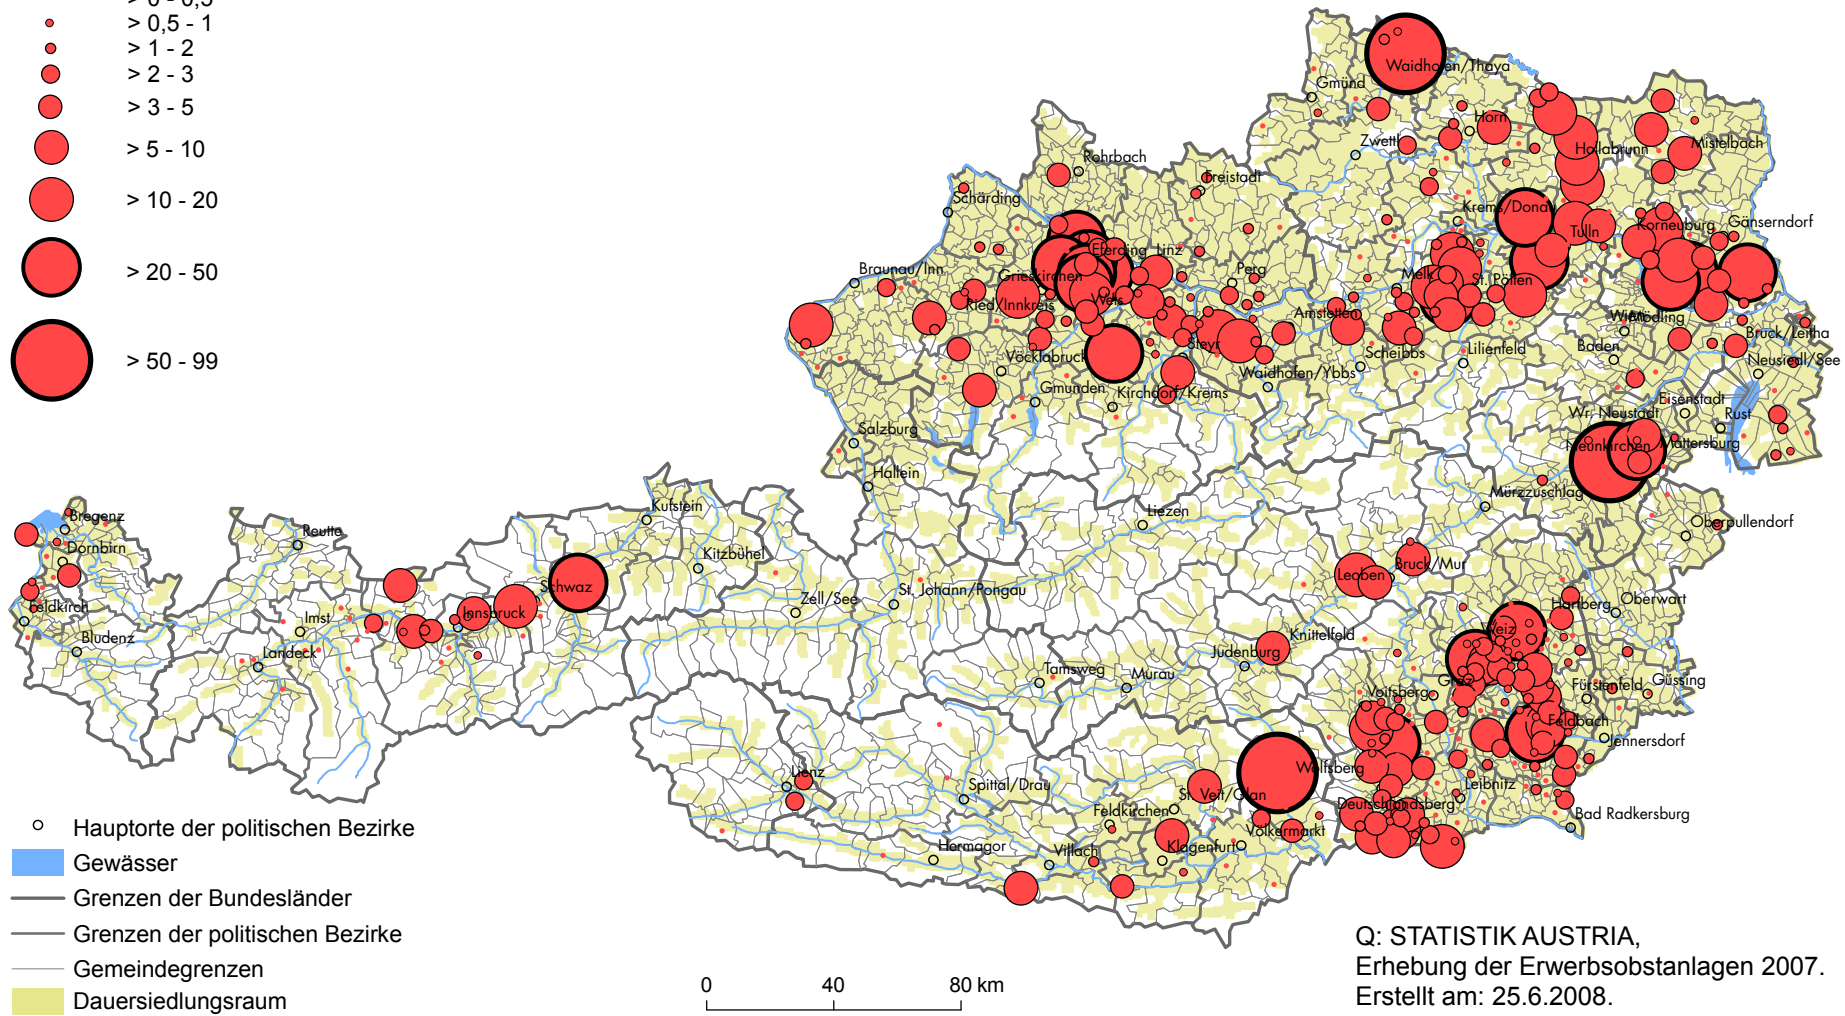 > 0 - 0,5
> 0,5 - 1
> 1 - 2
> 2 - 3
> 3 - 5
> 5 - 10
> 10 - 20
> 20 - 50
> 50 - 99
Waidhofen/Thaya
Gmünd
Horn
Zwettl
Hollabrunn
Mistelbach
Rohrbach
Freistadt
Schärding
Krems/Donau
Tulln
Korneuburg
Gänserndorf
Eferding
Linz
Grieskirchen
Braunau/Inn
Perg
Melk
St. Pölten
Ried/Innkreis
Wels
Amstetten
Wien
Mödling
Bruck/Leitha
Steyr
Vöcklabruck
Scheibbs
Lilienfeld
Baden
Neusiedl/See
Waidhofen/Ybbs
Gmunden
Kirchdorf/Krems
Eisenstadt
Wr. Neustadt
Rust
Salzburg
Neunkirchen
Mattersburg
Hallein
Mürzzuschlag
Kufstein
Liezen
Oberpullendorf
Bregenz
Reutte
Dornbirn
Kitzbühel
Bruck/Mur
Leoben
Schwaz
St. Johann/Pongau
Zell/See
Feldkirch
Imst
Innsbruck
Hartberg
Oberwart
Bludenz
Landeck
Weiz
Knittelfeld
Judenburg
Tamsweg
Murau
Graz
Voitsberg
Fürstenfeld
Güssing
Feldbach
Jennersdorf
Lienz
Spittal/Drau
Wolfsberg
Leibnitz
St. Veit/Glan
Feldkirchen
Deutschlandsberg
Bad Radkersburg
Völkermarkt
Hermagor
Villach
Klagenfurt
Hauptorte der politischen Bezirke
Gewässer
Grenzen der Bundesländer
Grenzen der politischen Bezirke
Gemeindegrenzen
Dauersiedlungsraum
0 40 80 km
Q: STATISTIK AUSTRIA,
Erhebung der Erwerbsobstanlagen 2007.
Erstellt am: 25.6.2008.